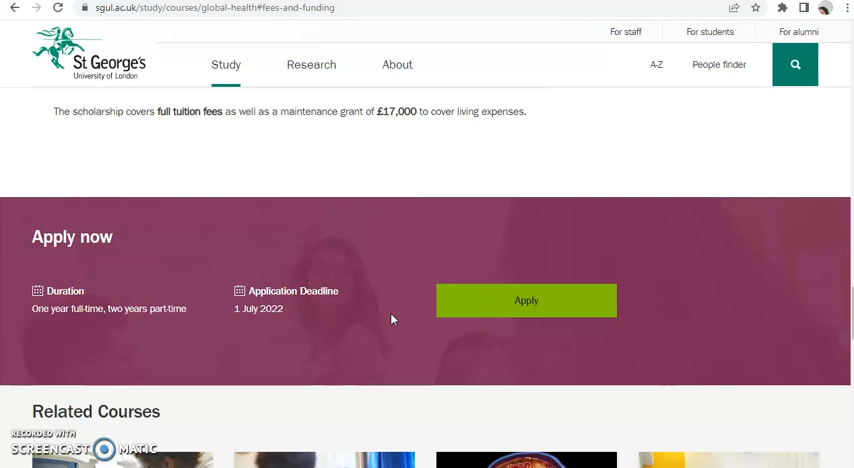 sgul.ac.uk/study/courses/global-health#fees-and-funding
For staff
For students
For alumni
St George's
University of London
Study
Research
About
A-Z
People finder
The scholarship covers full tuition fees as well as a maintenance grant of £17,000 to cover living expenses.
Apply now
Duration
One year full-time, two years part-time
Application Deadline
1 July 2022
Apply
Related Courses
RECORDED WITH
SCREENCAST MATIC